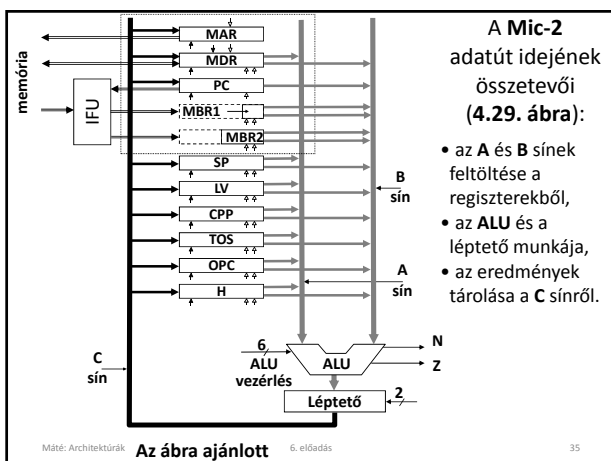 A Mic-2
adatút idejének
összetevői
(4.29. ábra):
• az A és B sínek
feltöltése a
regiszterekből,
• az ALU és a
léptető munkája,
• az eredmények
tárolása a C sínről.
memória
IFU
MAR
MDR
PC
MBR1
MBR2
SP
LV
CPP
TOS
OPC
H
B
sín
A
sín
C
sín
6
ALU
vezérlés
ALU
N
Z
Léptető
2
Máté: Architektúrák
Az ábra ajánlott
6. előadás
35